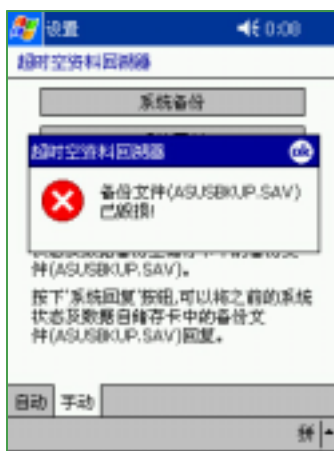 设置
0:08
超时空资料回溯器
系统备份
超时空资料回溯器
ok
备份文件(ASUSBKUP.SAV)
已毁损!
件(ASUSBKUP.SAV)。
按下'系统回复'按钮,可以将之前的系统
状态及数据自储存卡中的备份文
件(ASUSBKUP.SAV)回复。
自动 手动
拼